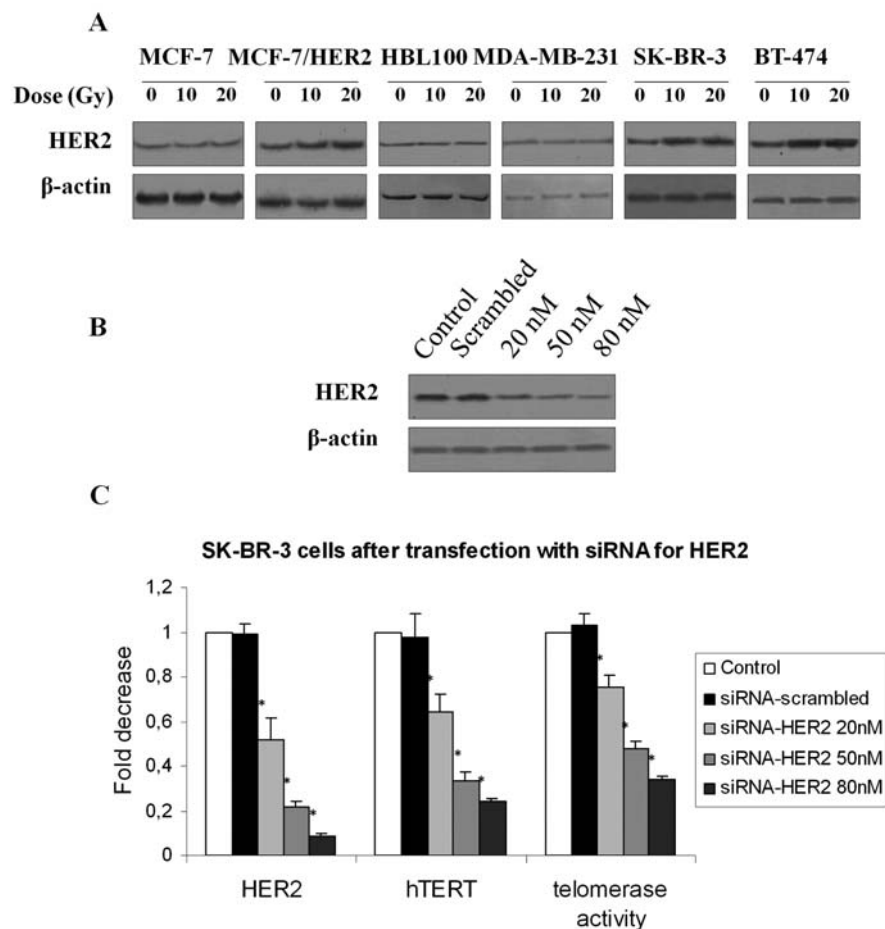 A
MCF-7 MCF-7/HER2 HBL100 MDA-MB-231 SK-BR-3 BT-474
Dose (Gy) 0 10 20 0 10 20 0 10 20 0 10 20 0 10 20 0 10 20
HER2
β-actin
B
Control Scrambled 20 nM 50 nM 80 nM
HER2
β-actin
C
SK-BR-3 cells after transfection with siRNA for HER2
Fold decrease
1,2
1
0,8
0,6
0,4
0,2
0
* * * * * * * * *
HER2 hTERT telomerase
activity
Control
siRNA-scrambled
siRNA-HER2 20nM
siRNA-HER2 50nM
siRNA-HER2 80nM